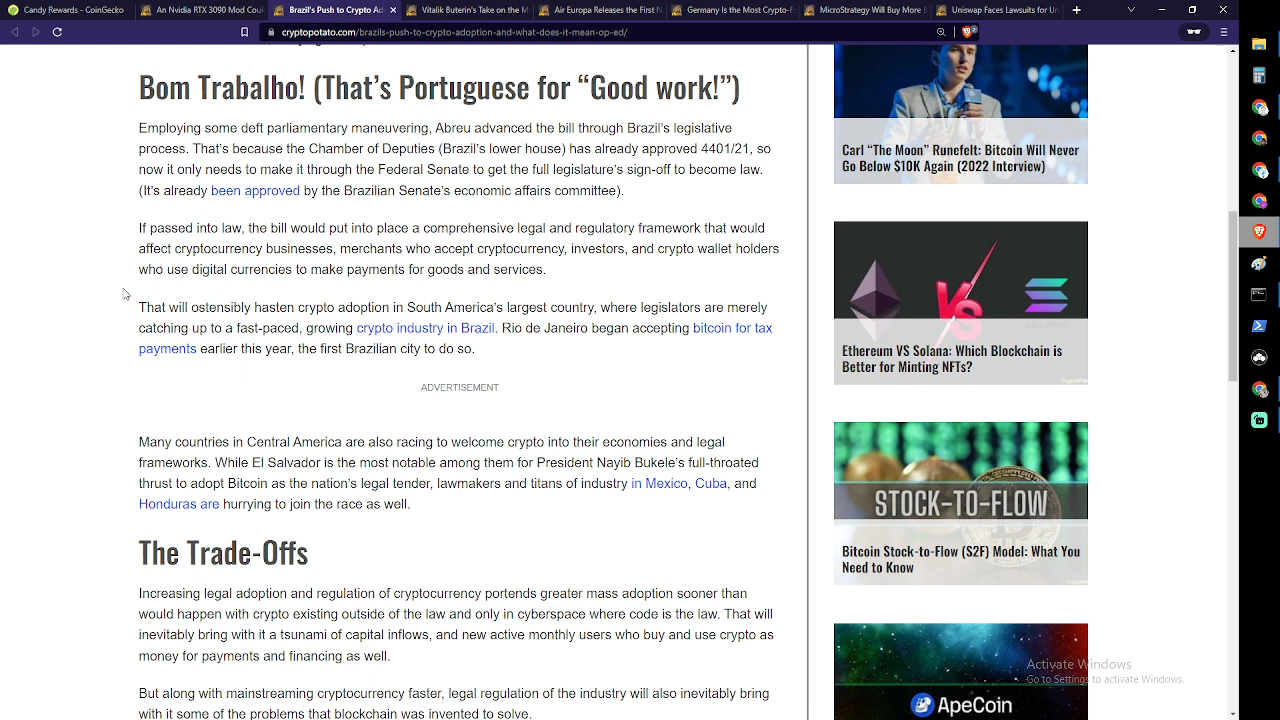 Candy Rewards - CoinGecko
An Nvidia RTX 3090 Mod Coul
Brazil's Push to Crypto Ad
Vitalik Buterin's Take on the M
Air Europa Releases the First N
Germany Is the Most Crypto-F
MicroStrategy Will Buy More
Unicoin Lawsuits for Un
cryptopotato.com/brazils-push-to-crypto-adoption-and-what-does-it-mean-op-ed/
Bom Trabalho! (That's Portuguese for “Good work!”)
Employing some deft parliamentary maneuvering, Abreu advanced the bill through Brazil's legislative
process. That's because the Chamber of Deputies (Brazil's lower house) has already approved 4401/21, so
now it needs to make it through the Federal Senate to get the full legislature's sign-off to become law.
(It's already been approved by the Brazilian Senate's economic affairs committee).
If passed into law, the bill would put into place a comprehensive legal and regulatory framework that would
affect cryptocurrency businesses, merchants who accept cryptocurrency, investors, and crypto wallet holders
who use digital currencies to make payments for goods and services.
That will ostensibly hasten crypto adoption in South America's largest country, where legislators are merely
catching up to a fast-paced, growing crypto industry in Brazil. Rio de Janeiro began accepting bitcoin for tax
payments earlier this year, the first Brazilian city to do so.
ADVERTISEMENT
Many countries in Central America are also racing to welcome crypto into their economies and legal
frameworks. While El Salvador is the most notable among them for President Nayib Bukele's full-throated
thrust to adopt Bitcoin as the nation's legal tender, lawmakers and titans of industry in Mexico, Cuba, and
Honduras are hurrying to join the race as well.
The Trade-Offs
Increasing legal adoption and regulation of cryptocurrency portends greater mass adoption sooner than
would have happened by letting cryptocurrency only exist in cyberspace where code is the only law. That will
inevitably bring with it a tsunami of capital inflows, and new active monthly users who buy and use crypto as
money for payments and financing as well.
But along with mainstreaming cryptocurrency faster, legal regulation of the industry will also inevitably bring
with it some of the problems that blockchain was invented to solve.
Carl “The Moon” Runefelt: Bitcoin Will Never
Go Below $10K Again (2022 Interview)
VS
Ethereum VS Solana: Which Blockchain is
Better for Minting NFTs?
STOCK-TO-FLOW
Bitcoin Stock-to-Flow (S2F) Model: What You
Need to Know
ApeCoin
Activate Windows
Go to Settings to activate Windows.